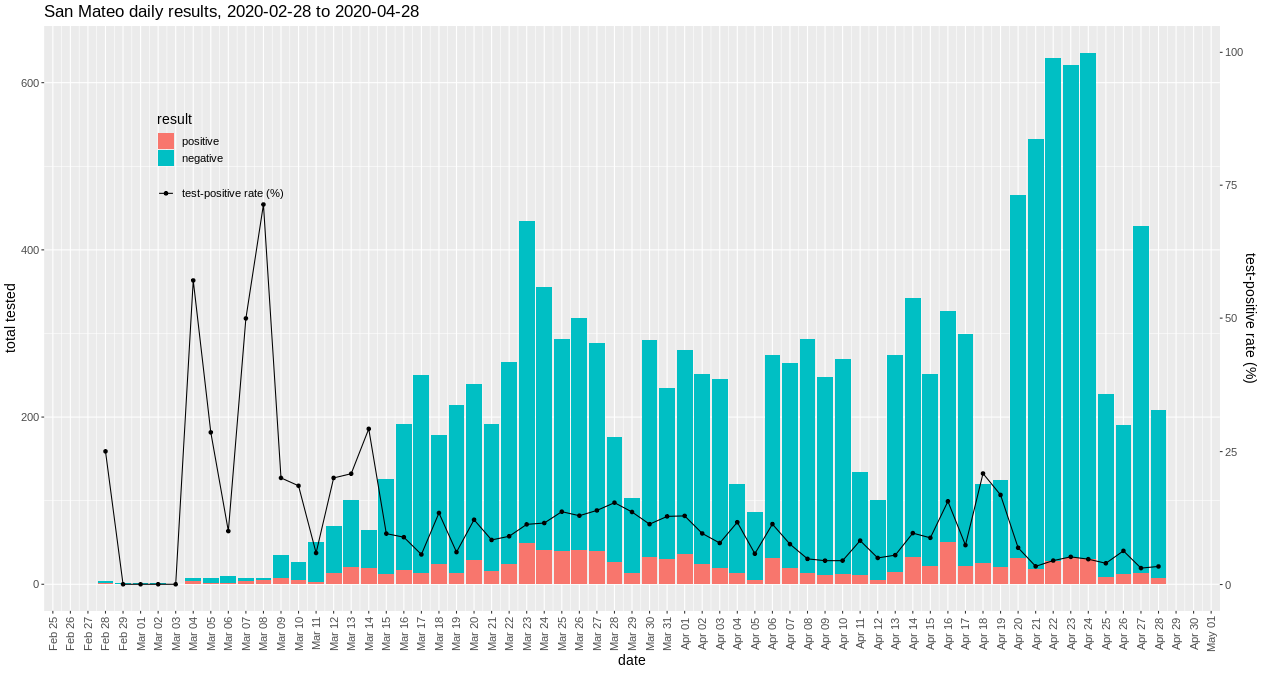 San Mateo daily results, 2020-02-28 to 2020-04-28
total tested
600
400
200
0
result
positive
negative
test-positive rate (%)
100
75
50
25
0
test-positive rate (%)
Feb 25
Feb 26
Feb 27
Feb 28
Feb 29
Mar 01
Mar 02
Mar 03
Mar 04
Mar 05
Mar 06
Mar 07
Mar 08
Mar 09
Mar 10
Mar 11
Mar 12
Mar 13
Mar 14
Mar 15
Mar 16
Mar 17
Mar 18
Mar 19
Mar 20
Mar 21
Mar 22
Mar 23
Mar 24
Mar 25
Mar 26
Mar 27
Mar 28
Mar 29
Mar 30
Mar 31
Apr 01
Apr 02
Apr 03
Apr 04
Apr 05
Apr 06
Apr 07
Apr 08
Apr 09
Apr 10
Apr 11
Apr 12
Apr 13
Apr 14
Apr 15
Apr 16
Apr 17
Apr 18
Apr 19
Apr 20
Apr 21
Apr 22
Apr 23
Apr 24
Apr 25
Apr 26
Apr 27
Apr 28
Apr 29
Apr 30
May 01
date